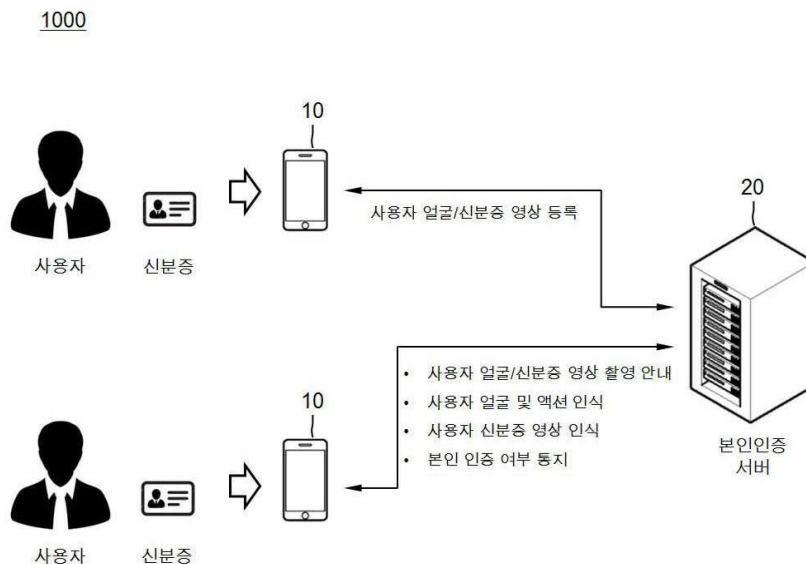 1000
10
20
사용자 얼굴/신분증 영상 등록
사용자
신분증
• 사용자 얼굴/신분증 영상 촬영 안내
• 사용자 얼굴 및 액션 인식
• 사용자 신분증 영상 인식
• 본인 인증 여부 통지
10
본인인증
서버
사용자
신분증